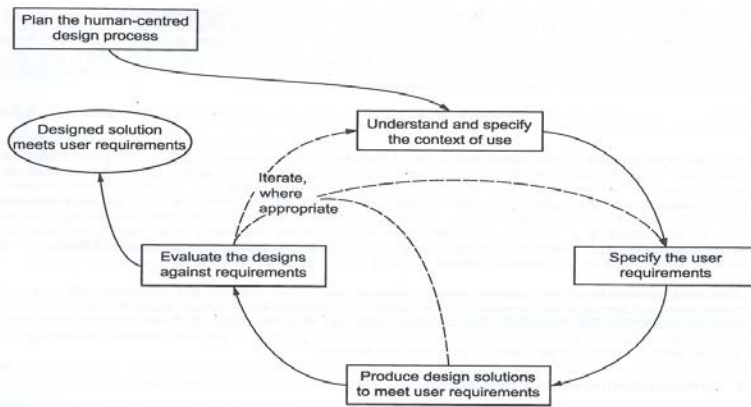 Plan the human-centred
design process
Understand and specify
the context of use
Designed solution
meets user requirements
Iterate,
where
appropriate
Evaluate the designs
against requirements
Specify the user
requirements
Produce design solutions
to meet user requirements